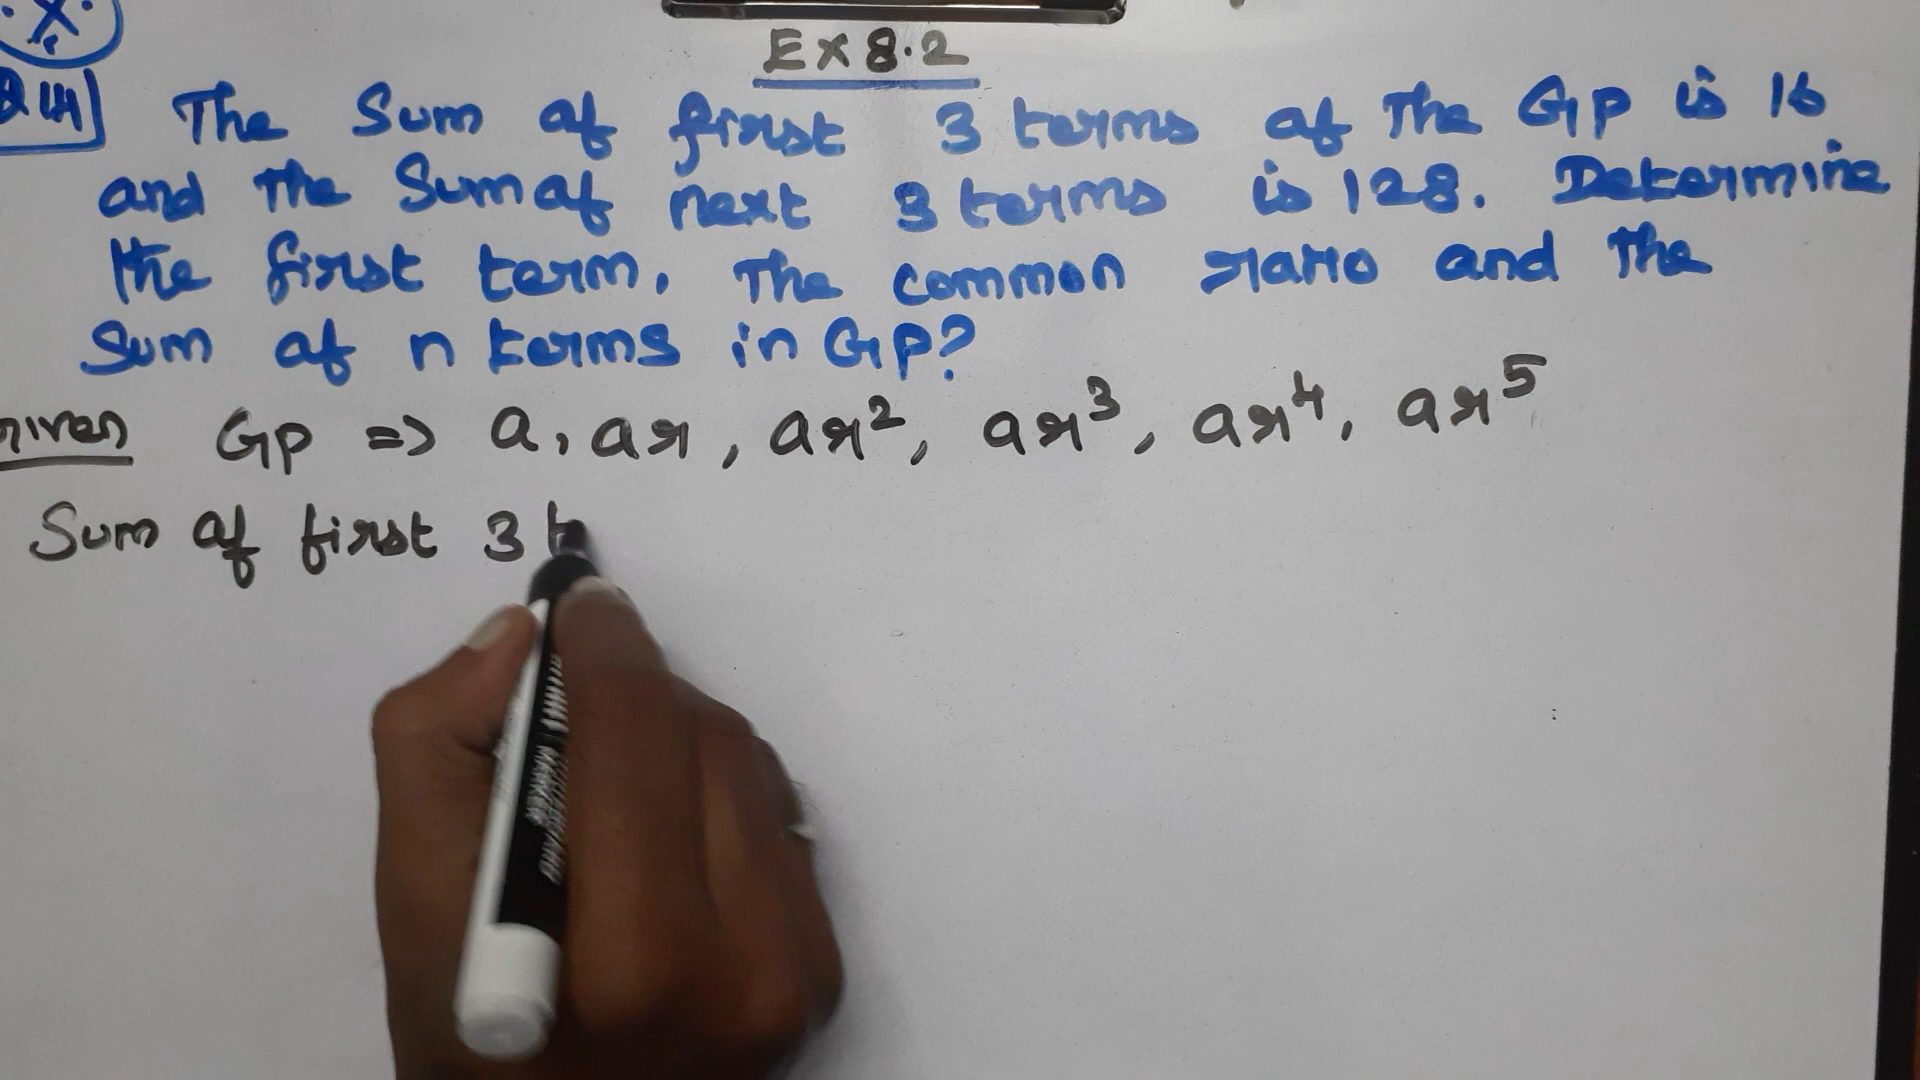 Ex 8.2
The Sum of first 3 terms of The GP is 16
and The Sum of next 3 terms is 128. Determine
the first term, The common ratio and The
Sum of n terms in GP?
Given GP => a, ar, ar², ar³, ar⁴, ar⁵
Sum of first 3 t